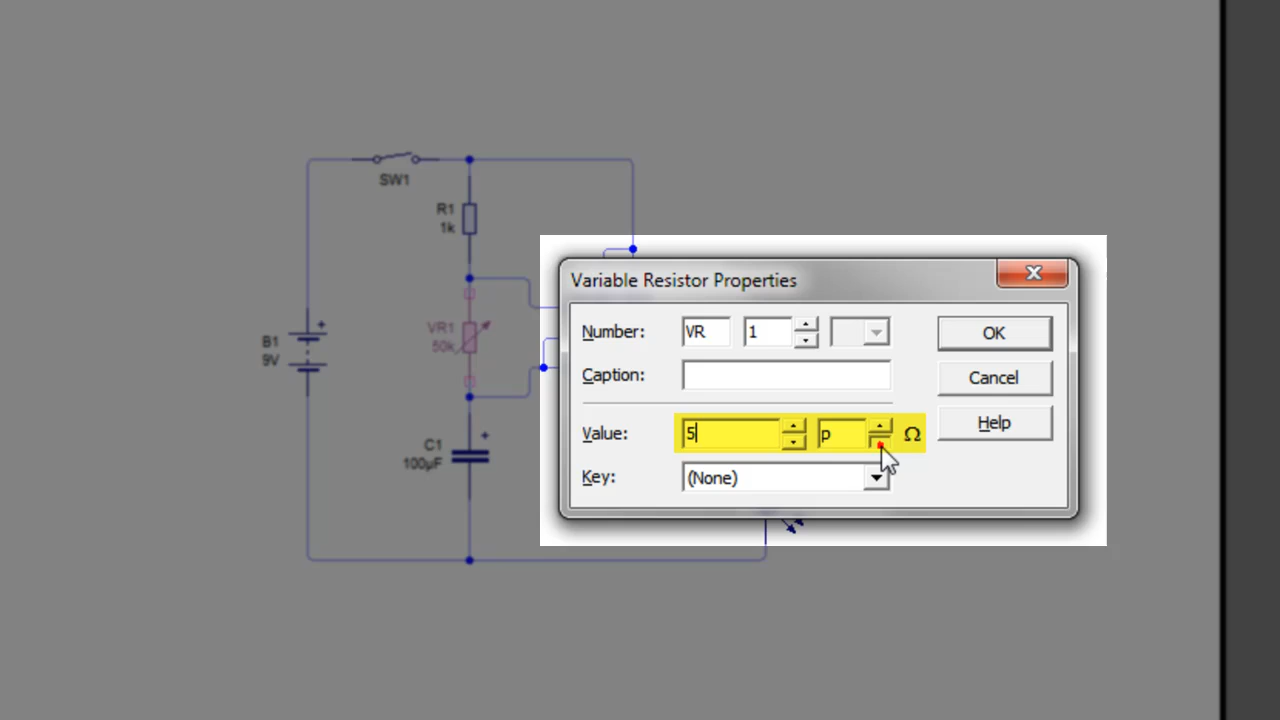 SW1
R1
1k
VR1
50k
B1
9V
C1
100µF
Variable Resistor Properties
Number: VR 1 OK
Caption: Cancel
Value: 5 p Ω Help
Key: (None)